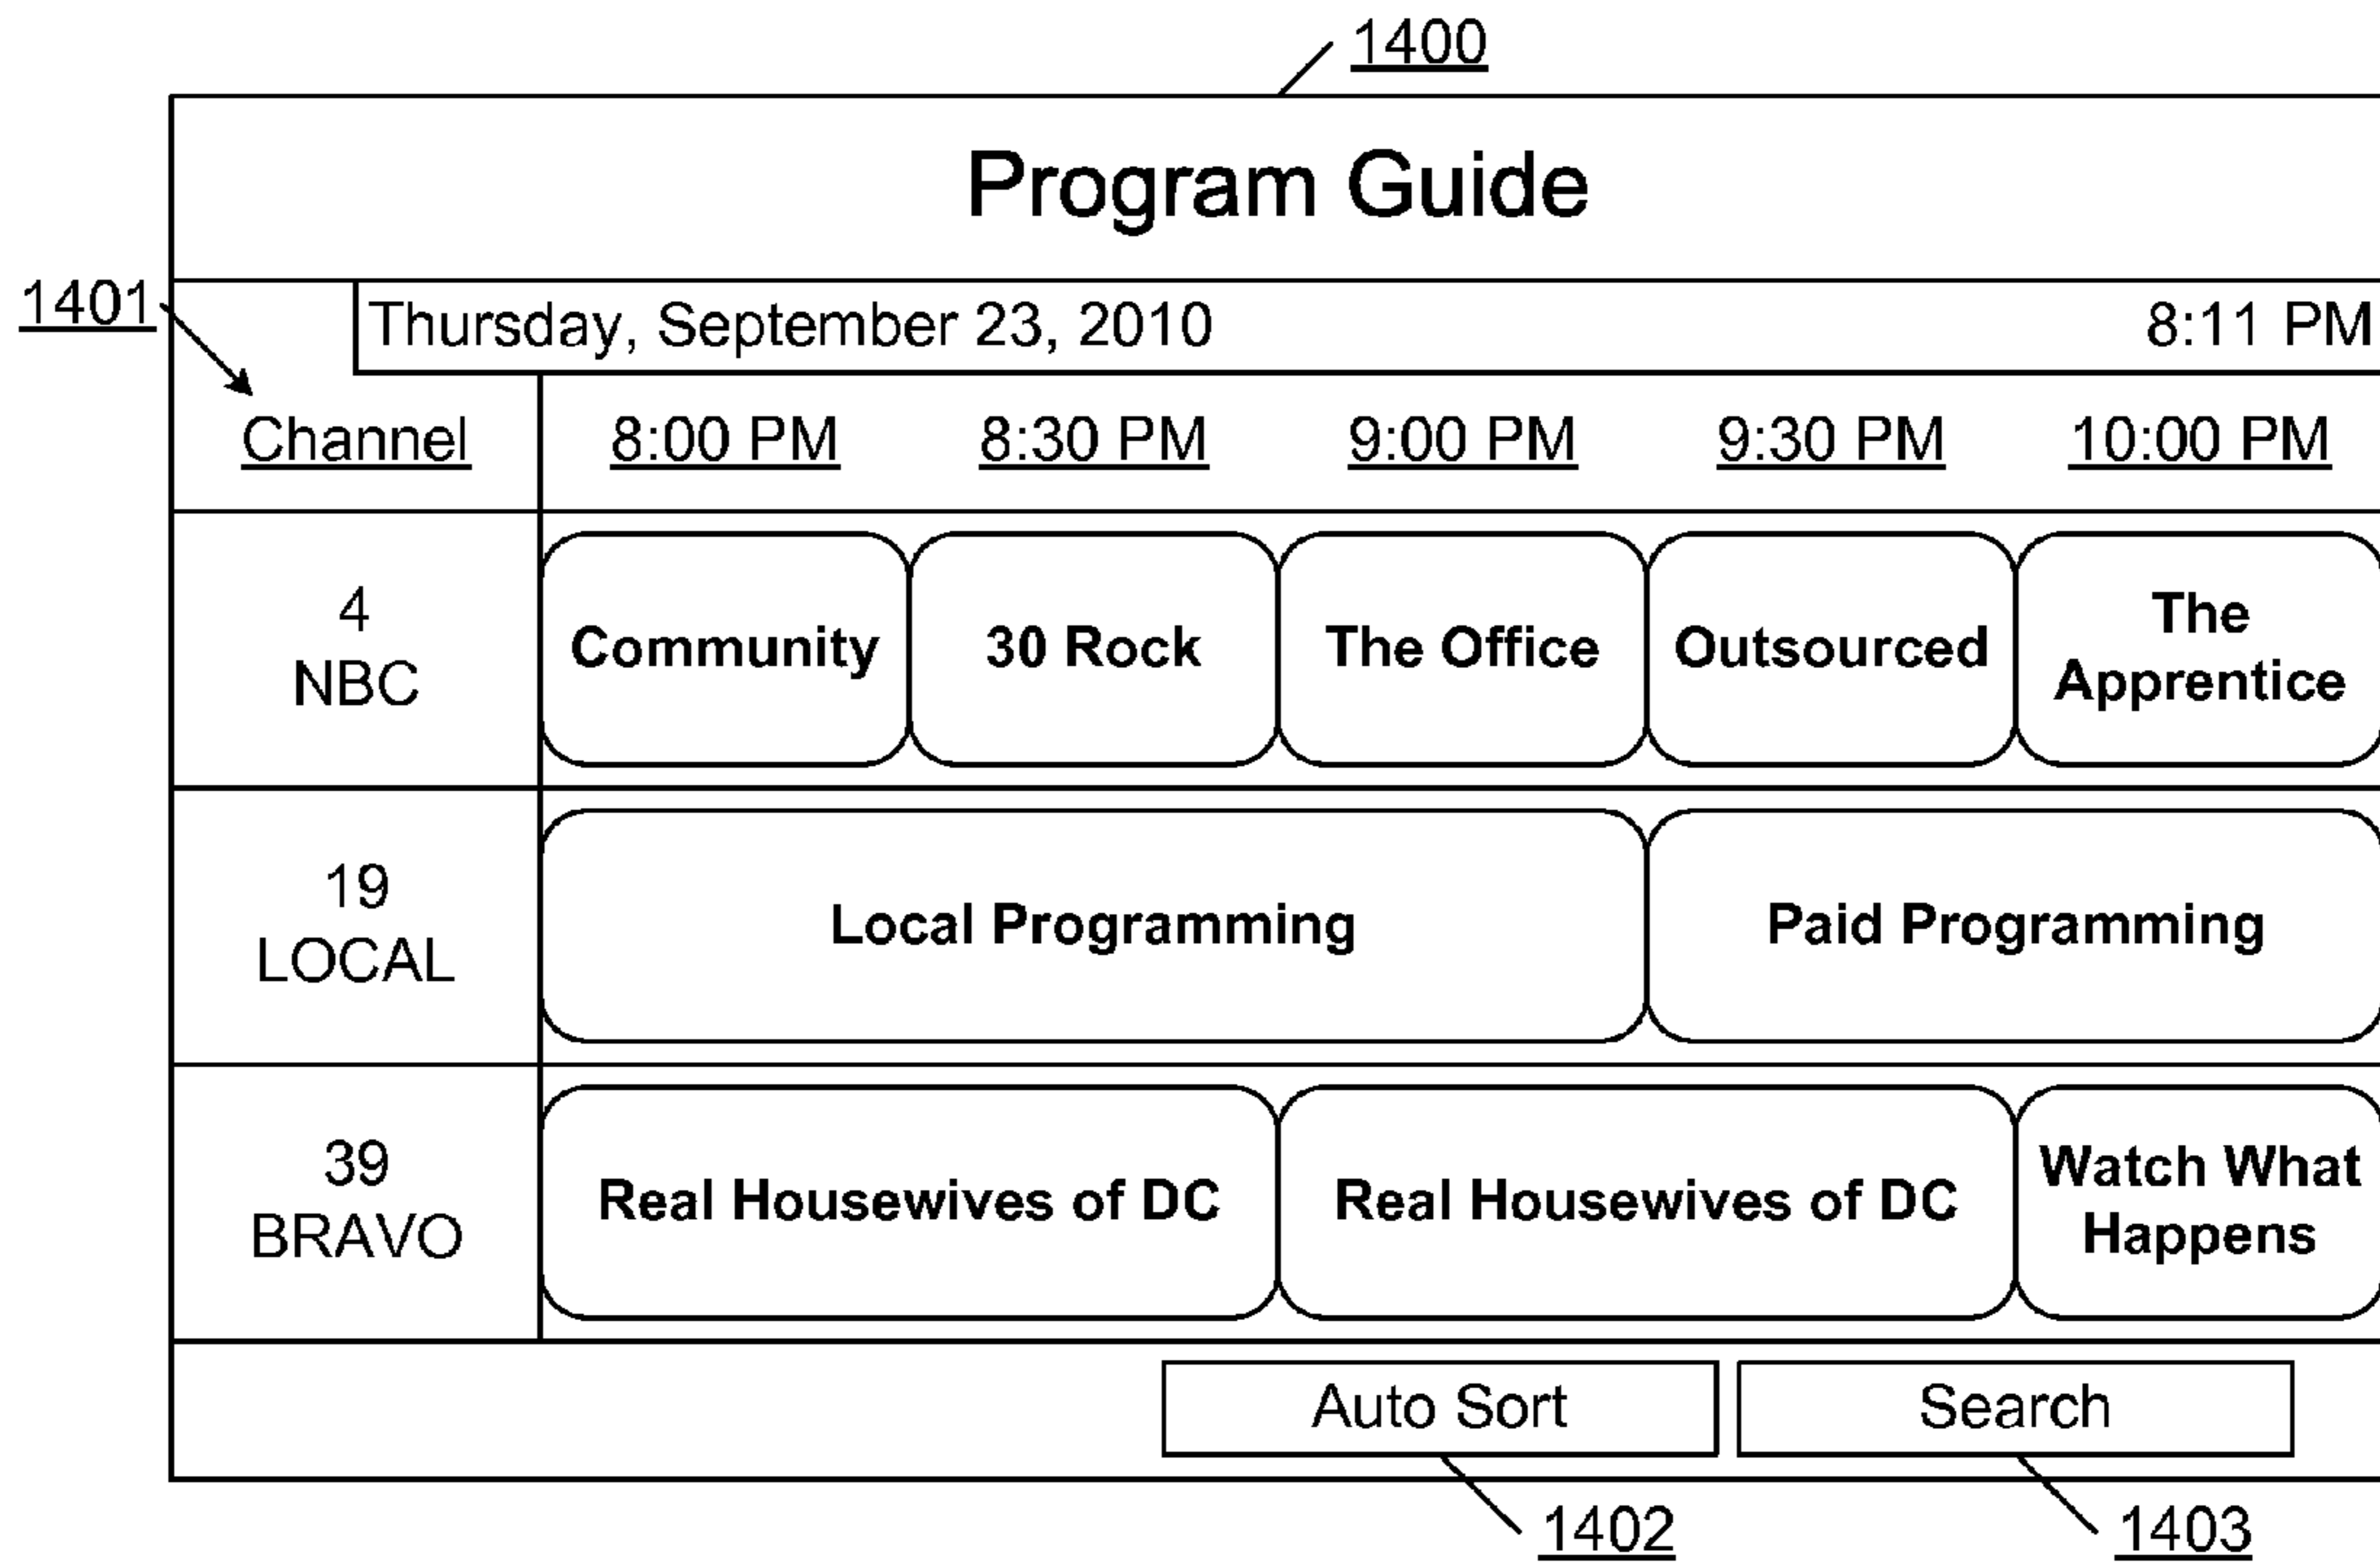 1400
Program Guide
1401
Thursday, September 23, 2010 8:11 PM
Channel 8:00 PM 8:30 PM 9:00 PM 9:30 PM 10:00 PM
4
NBC
Community
30 Rock
The Office
Outsourced
The
Apprentice
19
LOCAL
Local Programming
Paid Programming
39
BRAVO
Real Housewives of DC
Real Housewives of DC
Watch What
Happens
Auto Sort
Search
1402
1403